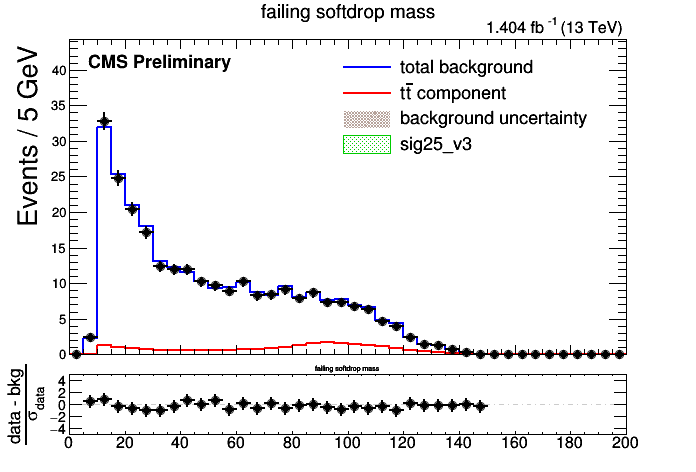 failing softdrop mass
1.404 fb⁻¹ (13 TeV)
CMS Preliminary
total background
tt̄ component
background uncertainty
sig25_v3
Events / 5 GeV
40
35
30
25
20
15
10
5
0
failing softdrop mass
data - bkg
σ data
4
2
0
−2
−4
0 20 40 60 80 100 120 140 160 180 200